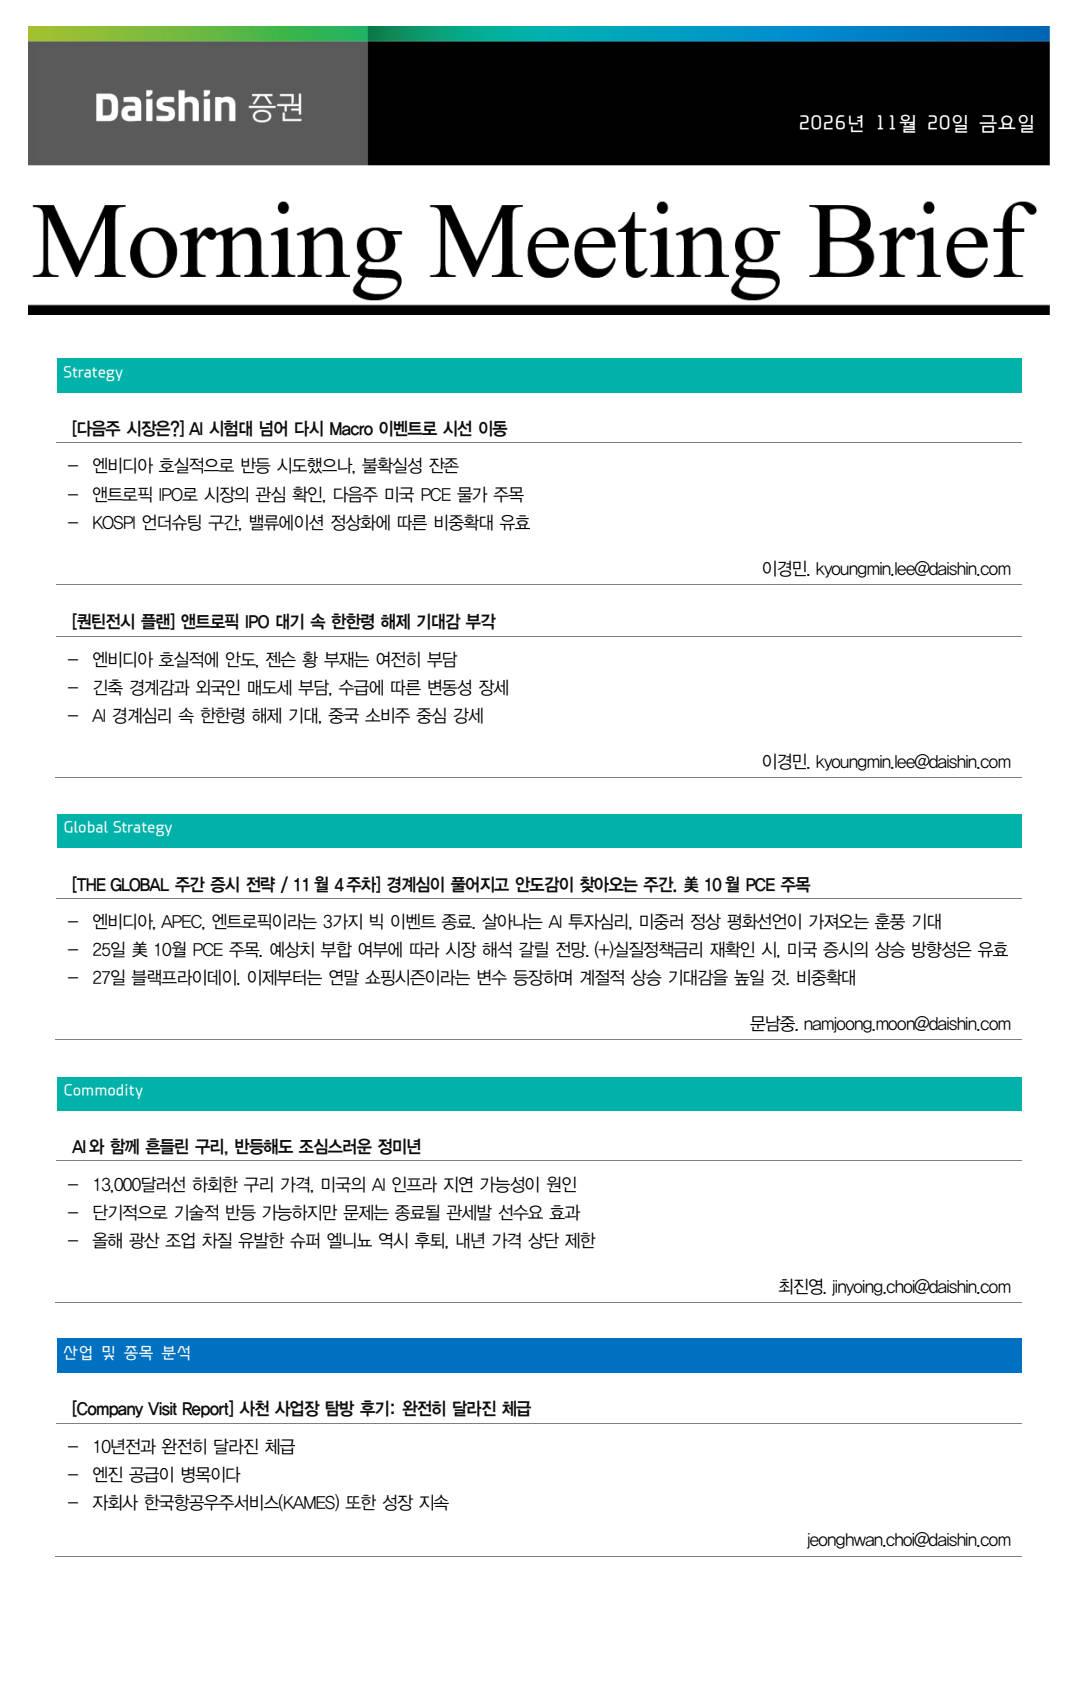 Daishin 증권
2026년 11월 20일 금요일
Morning Meeting Brief
Strategy
[다음주 시장은?] AI 시험대 넘어 다시 Macro 이벤트로 시선 이동
- 엔비디아 호실적으로 반등 시도했으나, 불확실성 잔존
- 앤트로픽 IPO로 시장의 관심 확인, 다음주 미국 PCE 물가 주목
- KOSPI 언더슈팅 구간, 밸류에이션 정상화에 따른 비중확대 유효
이경민. kyoungmin.lee@daishin.com
[퀀틴전시 플랜] 앤트로픽 IPO 대기 속 한한령 해제 기대감 부각
- 엔비디아 호실적에 안도, 젠슨 황 부재는 여전히 부담
- 긴축 경계감과 외국인 매도세 부담, 수급에 따른 변동성 장세
- AI 경계심리 속 한한령 해제 기대, 중국 소비주 중심 강세
이경민. kyoungmin.lee@daishin.com
Global Strategy
[THE GLOBAL 주간 증시 전략 / 11월 4주차] 경계심이 풀어지고 안도감이 찾아오는 주간. 美 10월 PCE 주목
- 엔비디아, APEC, 엔트로픽이라는 3가지 빅 이벤트 종료. 살아나는 AI 투자심리, 미중러 정상 평화선언이 가져오는 훈풍 기대
- 25일 美 10월 PCE 주목. 예상치 부합 여부에 따라 시장 해석 갈릴 전망. (+)실질정책금리 재확인 시, 미국 증시의 상승 방향성은 유효
- 27일 블랙프라이데이. 이제부터는 연말 쇼핑시즌이라는 변수 등장하며 계절적 상승 기대감을 높일 것. 비중확대
문남중. namjoong.moon@daishin.com
Commodity
AI와 함께 흔들린 구리, 반등해도 조심스러운 정미년
- 13,000달러선 하회한 구리 가격, 미국의 AI 인프라 지연 가능성이 원인
- 단기적으로 기술적 반등 가능하지만 문제는 종료될 관세발 선수요 효과
- 올해 광산 조업 차질 유발한 슈퍼 엘니뇨 역시 후퇴, 내년 가격 상단 제한
최진영. jinyoing.choi@daishin.com
산업 및 종목 분석
[Company Visit Report] 사천 사업장 탐방 후기: 완전히 달라진 체급
- 10년전과 완전히 달라진 체급
- 엔진 공급이 병목이다
- 자회사 한국항공우주서비스(KAMES) 또한 성장 지속
jeonghwan.choi@daishin.com